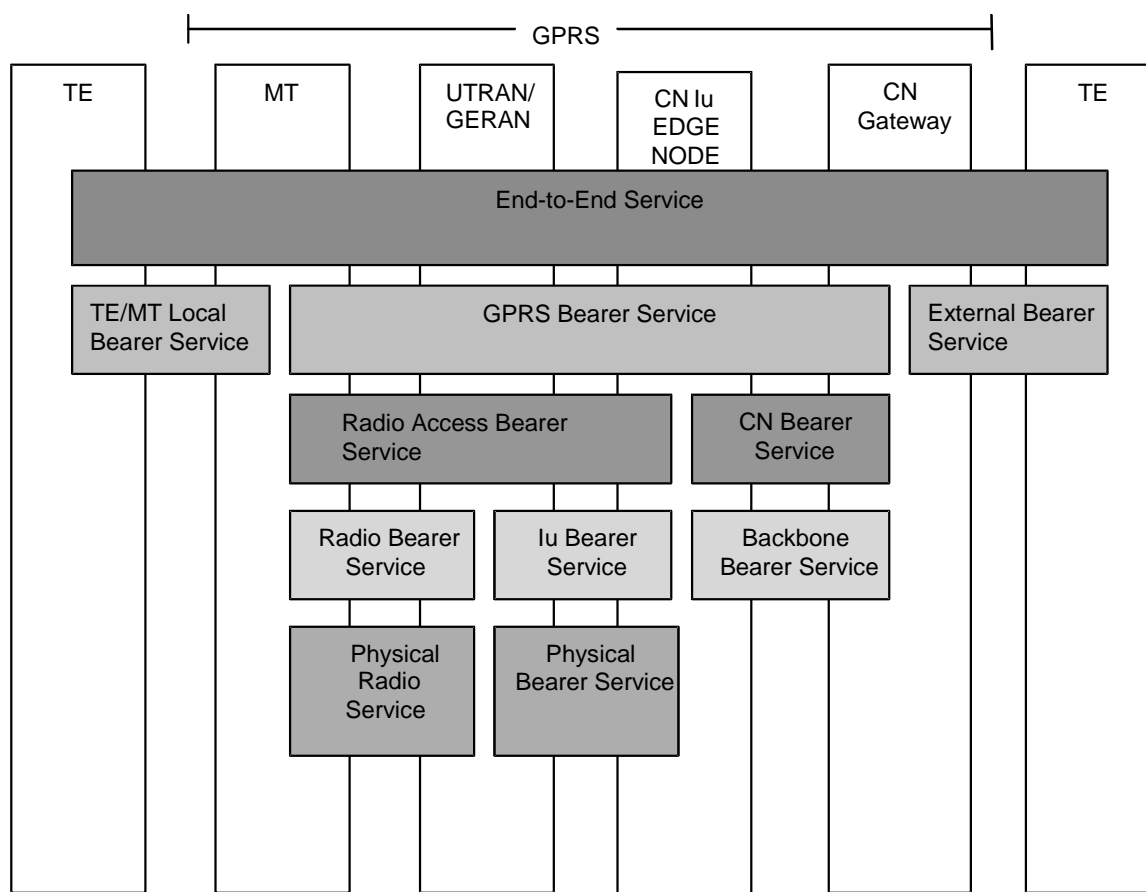 GPRS
TE
MT
UTRAN/
GERAN
CN Iu
EDGE
NODE
CN
Gateway
TE
End-to-End Service
TE/MT Local
Bearer Service
GPRS Bearer Service
External Bearer
Service
Radio Access Bearer
Service
CN Bearer
Service
Radio Bearer
Service
Iu Bearer
Service
Backbone
Bearer Service
Physical
Radio
Service
Physical
Bearer Service